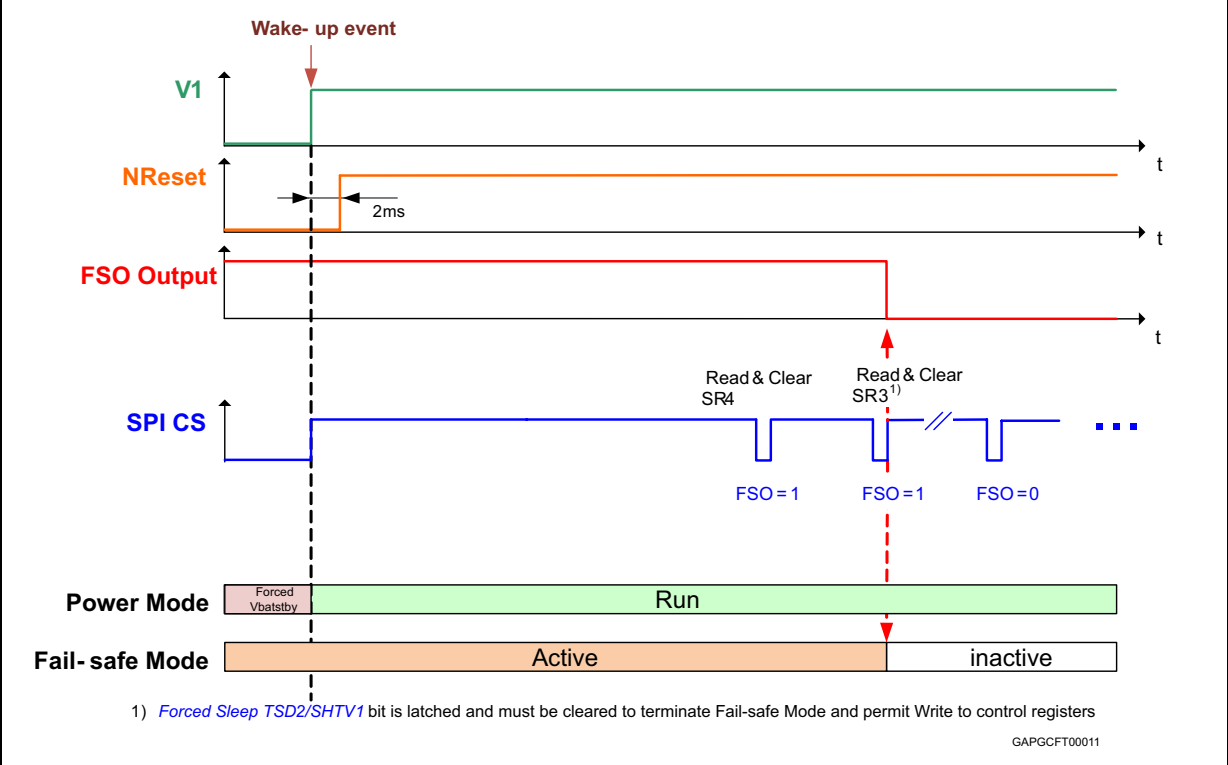 Wake- up event
V1
t
NReset
2ms
t
FSO Output
t
Read & Clear
SR4
Read & Clear
SR31)
SPI CS
FSO = 1
FSO = 1
FSO = 0
Power Mode
Forced
Vbatstby
Run
Fail- safe Mode
Active
inactive
1) Forced Sleep TSD2/SHTV1 bit is latched and must be cleared to terminate Fail-safe Mode and permit Write to control registers
GAPGCFT00011